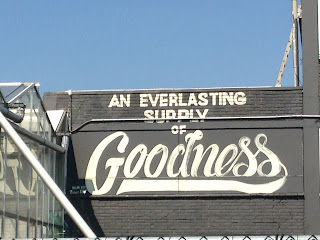 AN EVERLASTING
SUPPLY
OF
Goodness